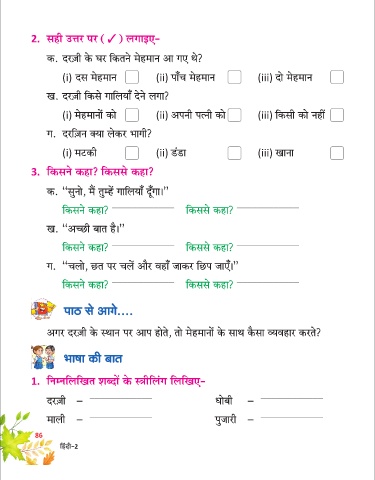 2. सही उत्तर पर ( ✓ ) लगाइए-
क. दरज़ी के घर कितने मेहमान आ गए थे?
(i) दस मेहमान (ii) पाँच मेहमान (iii) दो मेहमान
ख. दरज़ी किसे गालियाँ देने लगा?
(i) मेहमानों को (ii) अपनी पत्नी को (iii) किसी को नहीं
ग. दरज़िन क्या लेकर भागी?
(i) मटकी (ii) डंडा (iii) खाना
3. किसने कहा? किससे कहा?
क. “सुनो, मैं तुम्हें गालियाँ दूँगा।”
किसने कहा? किससे कहा?
ख. “अच्छी बात है।”
किसने कहा? किससे कहा?
ग. “चलो, छत पर चलें और वहाँ जाकर छिप जाएँ।”
किसने कहा? किससे कहा?
पाठ से आगे....
अगर दरज़ी के स्थान पर आप होते, तो मेहमानों के साथ कैसा व्यवहार करते?
भाषा की बात
1. निम्नलिखित शब्दों के स्त्रीलिंग लिखिए-
दरज़ी – धोबी –
माली – पुजारी –
86
हिंदी-2